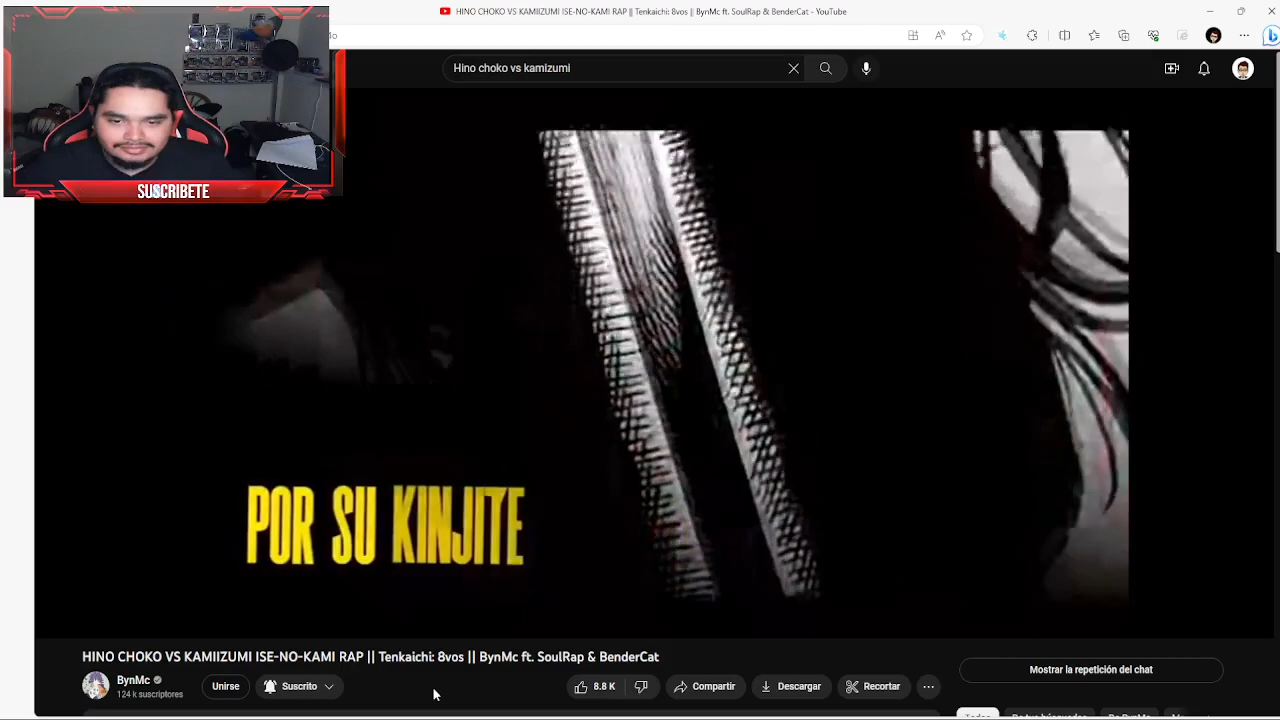 HINO CHOKO VS KAMIIZUMI ISE-NO-KAMI RAP || Tenkaichi: 8vos || BynMc ft. SoulRap & BenderCat - YouTube
Hino choko vs kamizumi
SUSCRIBETE
POR SU KINJITE
HINO CHOKO VS KAMIIZUMI ISE-NO-KAMI RAP || Tenkaichi: 8vos || BynMc ft. SoulRap & BenderCat
BynMc
124 k suscriptores
Unirse
Suscrito
8.8 K
Compartir
Descargar
Recortar
Mostrar la repetición del chat